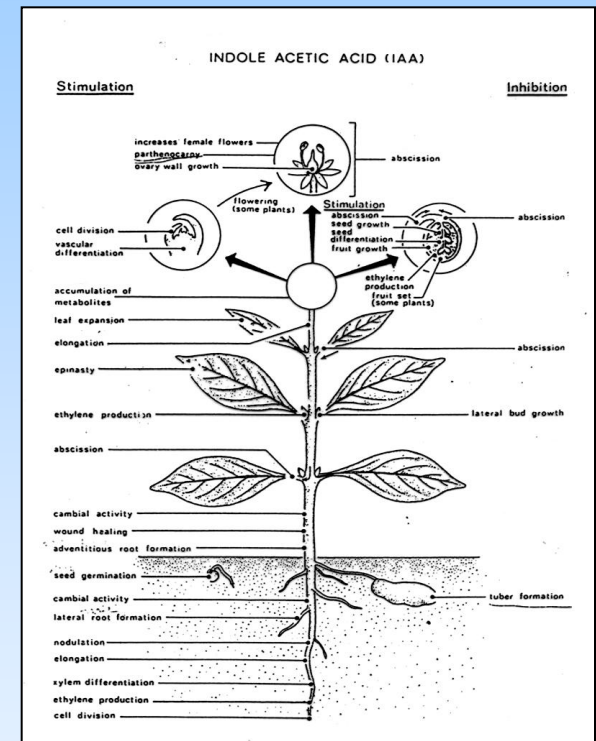 INDOLE ACETIC ACID (IAA)
Stimulation
Inhibition
increases female flowers
parthenocarpy
ovary wall growth
abscission
flowering
(some plants)
cell division
vascular
differentiation
Stimulation
abscission
seed growth
seed
differentiation
fruit growth
abscission
ethylene
production
fruit set
(some plants)
accumulation of
metabolites
leaf expansion
elongation
abscission
epinasty
ethylene production
lateral bud growth
abscission
cambial activity
wound healing
adventitious root formation
seed germination
cambial activity
tuber formation
lateral root formation
nodulation
elongation
xylem differentiation
ethylene production
cell division